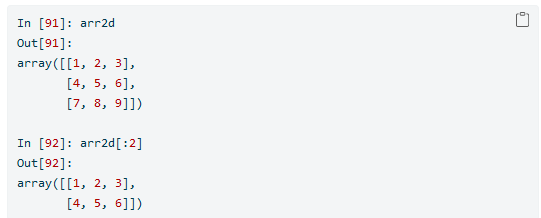 In [91]: arr2d
Out[91]:
array([[1, 2, 3],
       [4, 5, 6],
       [7, 8, 9]])

In [92]: arr2d[:2]
Out[92]:
array([[1, 2, 3],
       [4, 5, 6]])